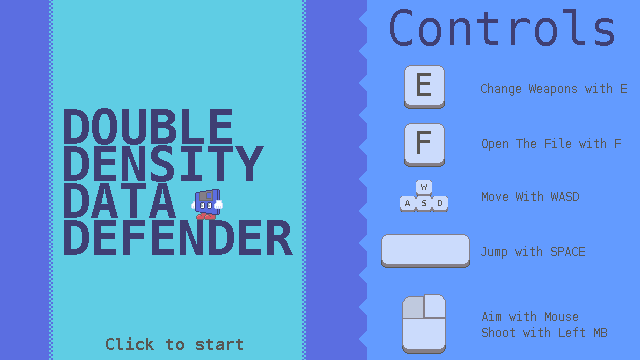 DOUBLE
DENSITY
DATA
DEFENDER
Click to start
Controls
E
Change Weapons with E
F
Open The File with F
W
A S D
Move With WASD
Jump with SPACE
Aim with Mouse
Shoot with Left MB